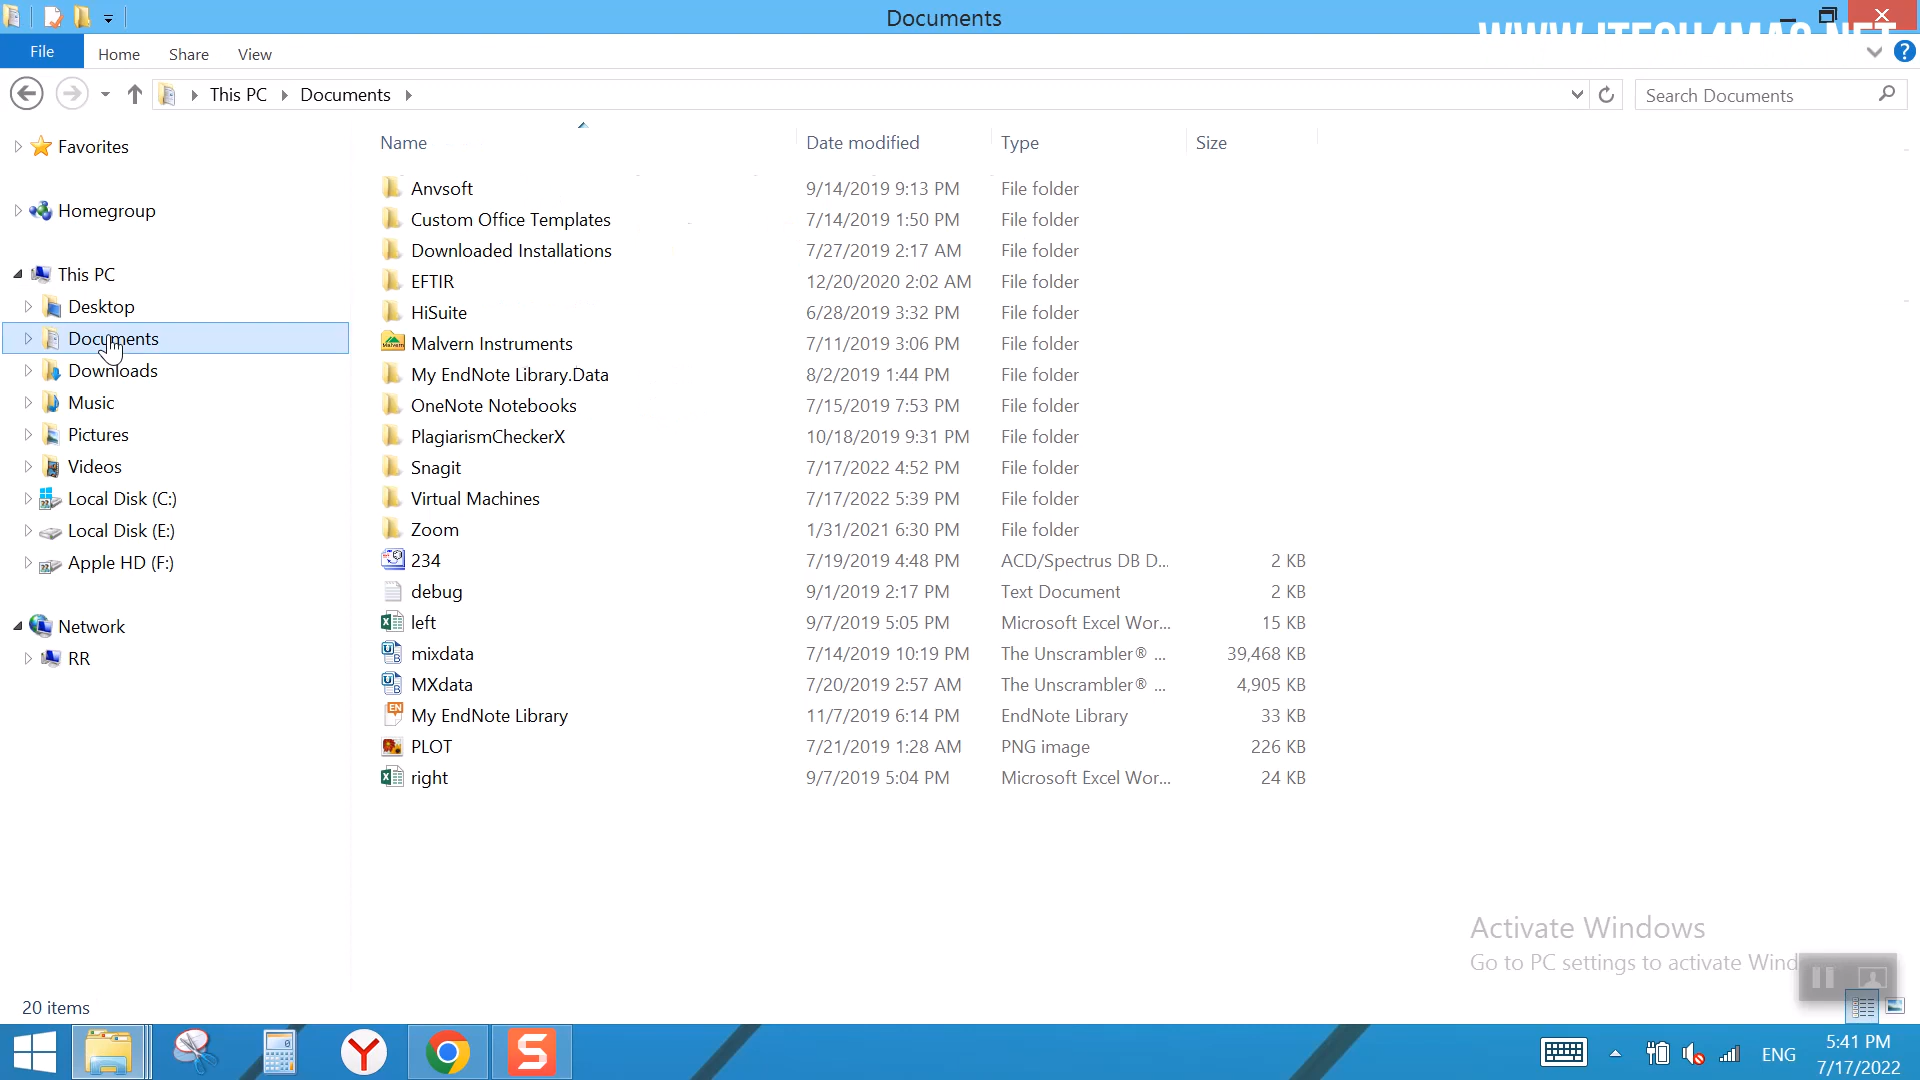 Documents
WWW.ITECH4MAC.NET
File Home Share View
This PC Documents
Search Documents
Favorites
Homegroup
This PC
Desktop
Documents
Downloads
Music
Pictures
Videos
Local Disk (C:)
Local Disk (E:)
Apple HD (F:)
Network
RR
Name Date modified Type Size
Anvsoft 9/14/2019 9:13 PM File folder
Custom Office Templates 7/14/2019 1:50 PM File folder
Downloaded Installations 7/27/2019 2:17 AM File folder
EFTIR 12/20/2020 2:02 AM File folder
HiSuite 6/28/2019 3:32 PM File folder
Malvern Instruments 7/11/2019 3:06 PM File folder
My EndNote Library.Data 8/2/2019 1:44 PM File folder
OneNote Notebooks 7/15/2019 7:53 PM File folder
PlagiarismCheckerX 10/18/2019 9:31 PM File folder
Snagit 7/17/2022 4:52 PM File folder
Virtual Machines 7/17/2022 5:39 PM File folder
Zoom 1/31/2021 6:30 PM File folder
234 7/19/2019 4:48 PM ACD/Spectrus DB D... 2 KB
debug 9/1/2019 2:17 PM Text Document 2 KB
left 9/7/2019 5:05 PM Microsoft Excel Wor... 15 KB
mixdata 7/14/2019 10:19 PM The Unscrambler® ... 39,468 KB
MXdata 7/20/2019 2:57 AM The Unscrambler® ... 4,905 KB
My EndNote Library 11/7/2019 6:14 PM EndNote Library 33 KB
PLOT 7/21/2019 1:28 AM PNG image 226 KB
right 9/7/2019 5:04 PM Microsoft Excel Wor... 24 KB
Activate Windows
Go to PC settings to activate Wind
20 items
ENG
5:41 PM
7/17/2022